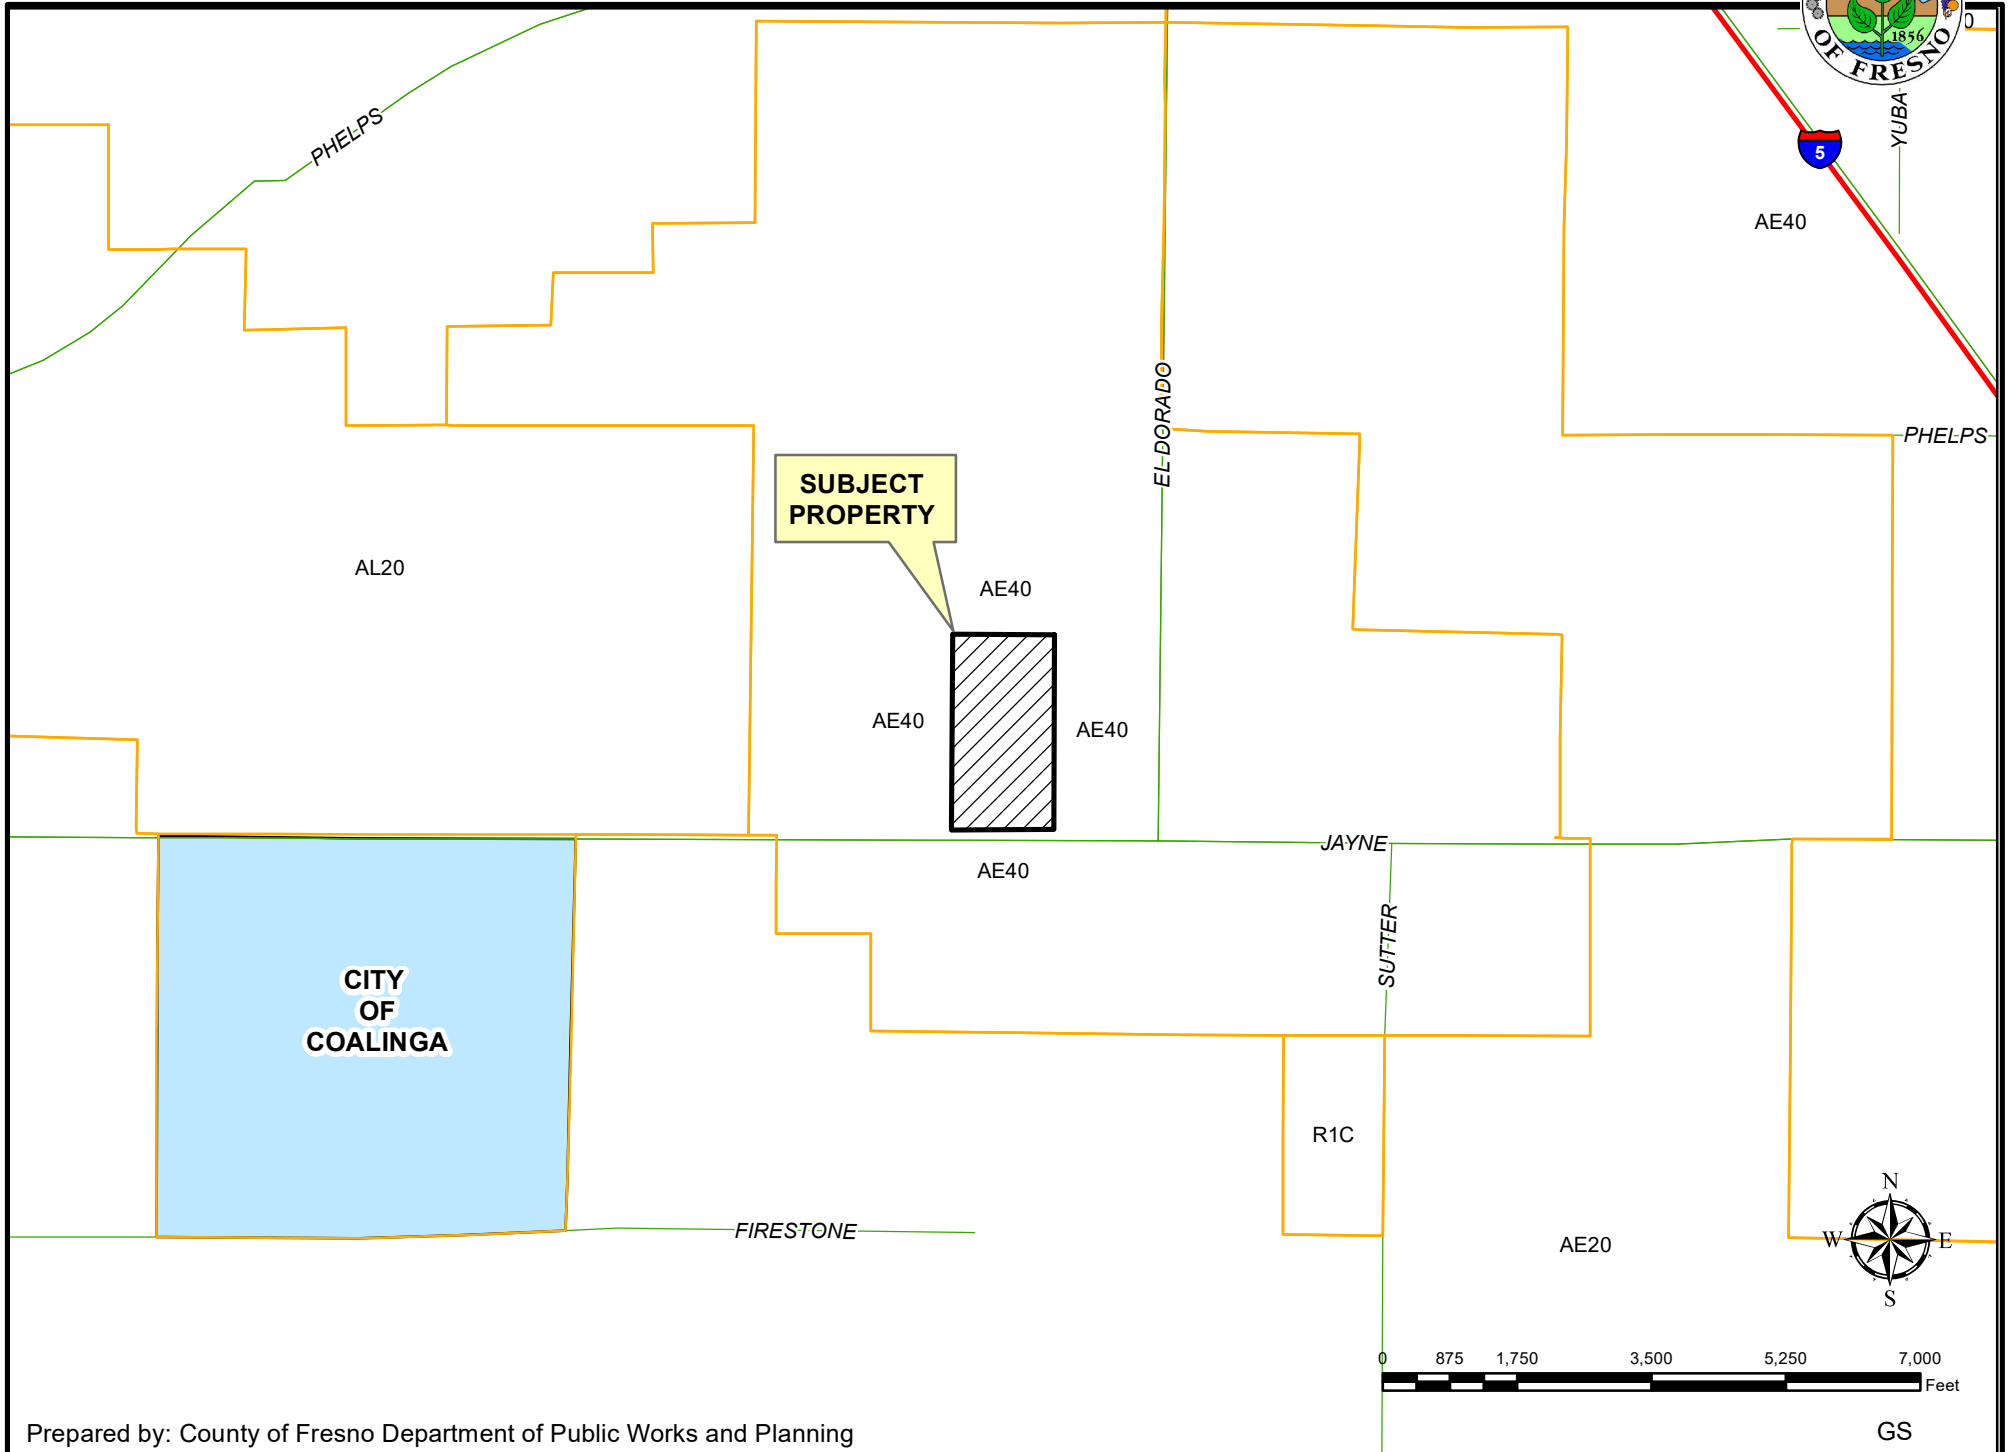 1856
OF FRESNO
0
PHELPS
YUBA
5
AE40
EL DORADO
PHELPS
SUBJECT
PROPERTY
AL20
AE40
AE40
AE40
JAYNE
AE40
SUTTER
CITY
OF
COALINGA
R1C
FIRESTONE
AE20
N
W
E
S
0 875 1,750 3,500 5,250 7,000
Feet
Prepared by: County of Fresno Department of Public Works and Planning
GS